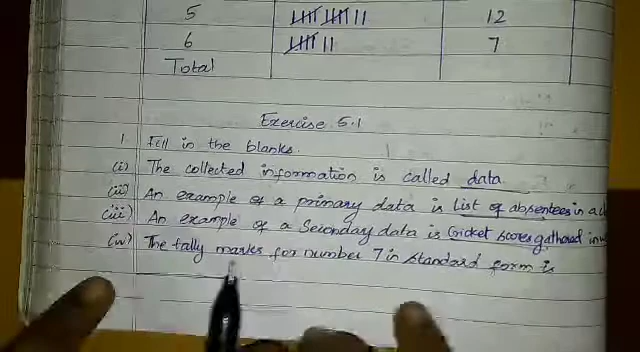 5 𝍸 𝍸 || 12
6 𝍸 || 7
Total
Exercise 5.1
1. Fill in the blanks.
(i) The collected information is called data
(ii) An example of a primary data is list of absentees in a
(iii) An example of a Seconday data is Cricket scores gathered in
(iv) The tally marks for number 7 in standard form is